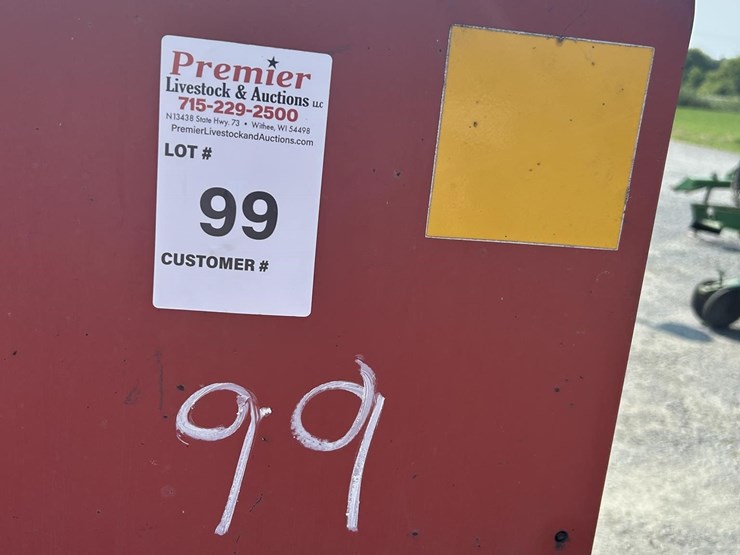 Premier
Livestock & Auctions LLC
715-229-2500
N13438 State Hwy. 73 • Withee, WI 54498
PremierLivestockandAuctions.com
LOT #
99
CUSTOMER #
99